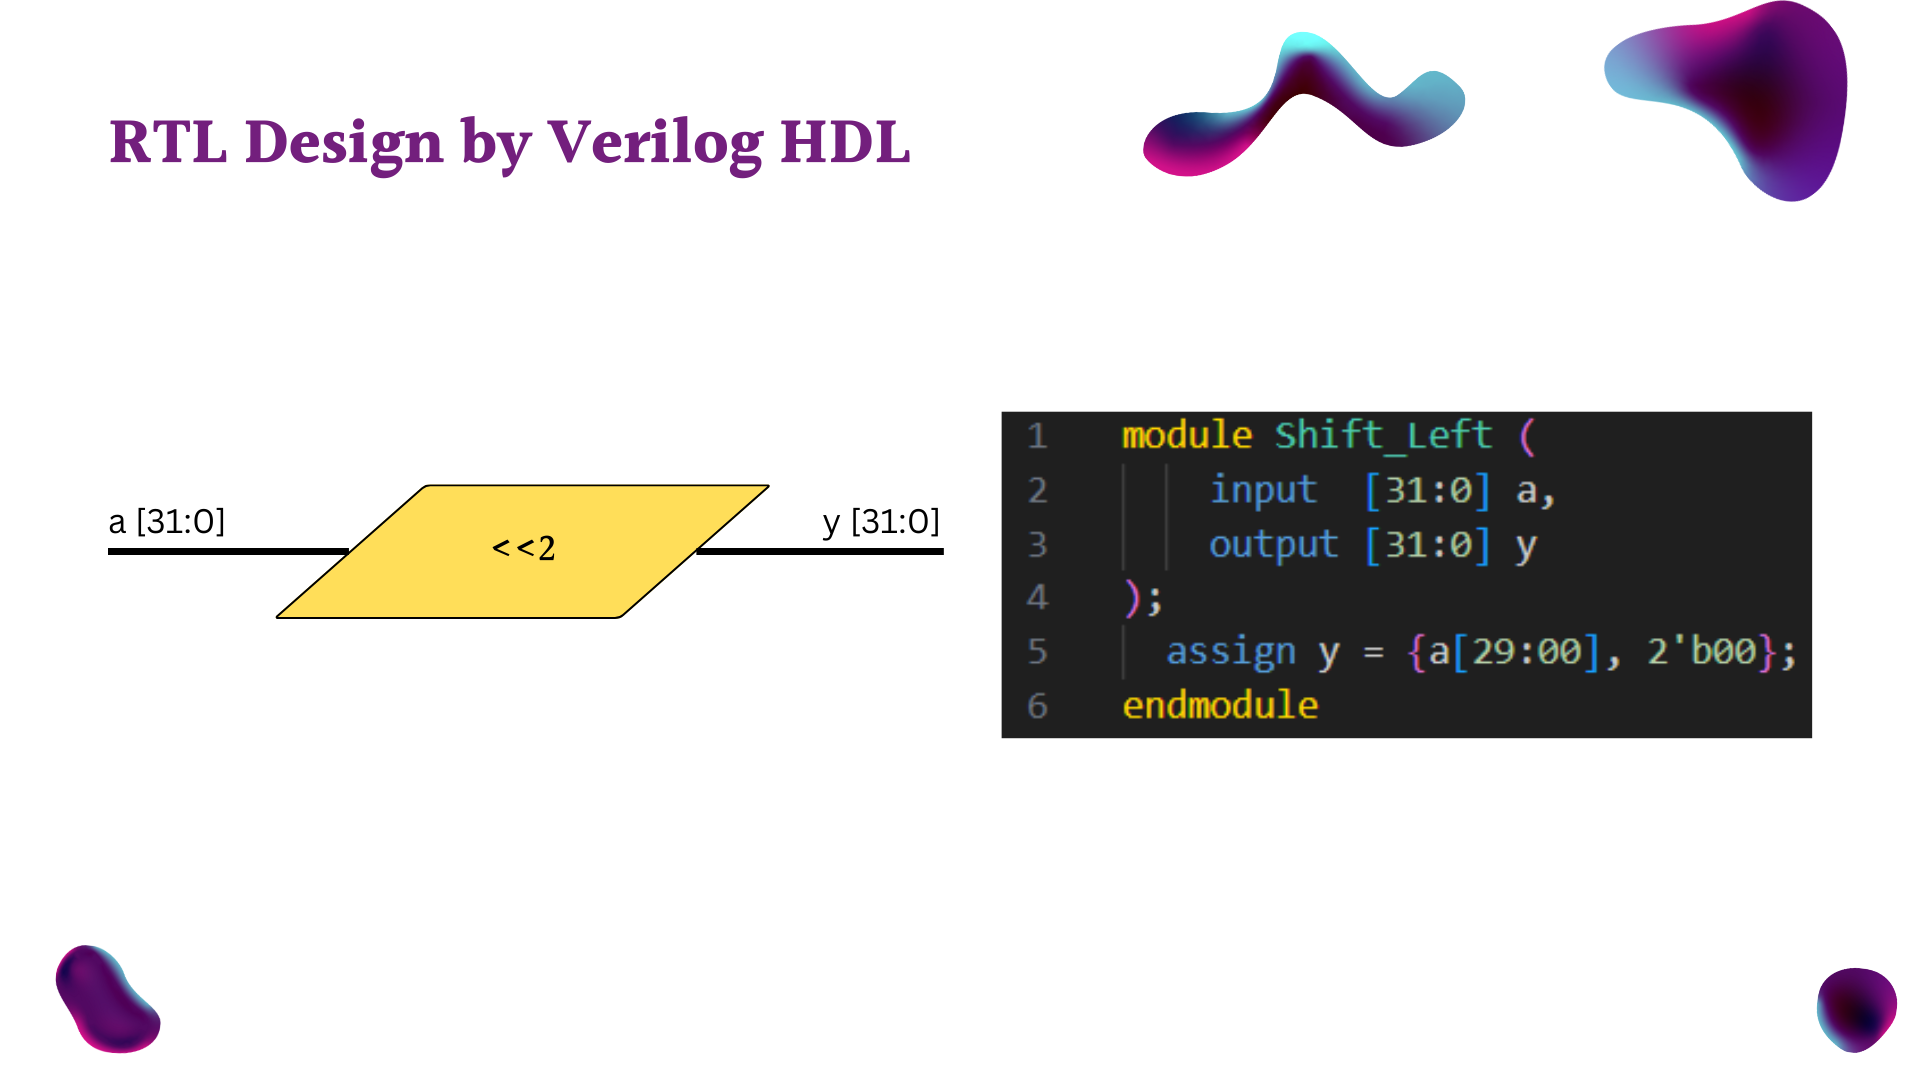 RTL Design by Verilog HDL
a [31:0]
<<2
y [31:0]
1 module Shift_Left (
2 input [31:0] a,
3 output [31:0] y
4 );
5 assign y = {a[29:00], 2'b00};
6 endmodule